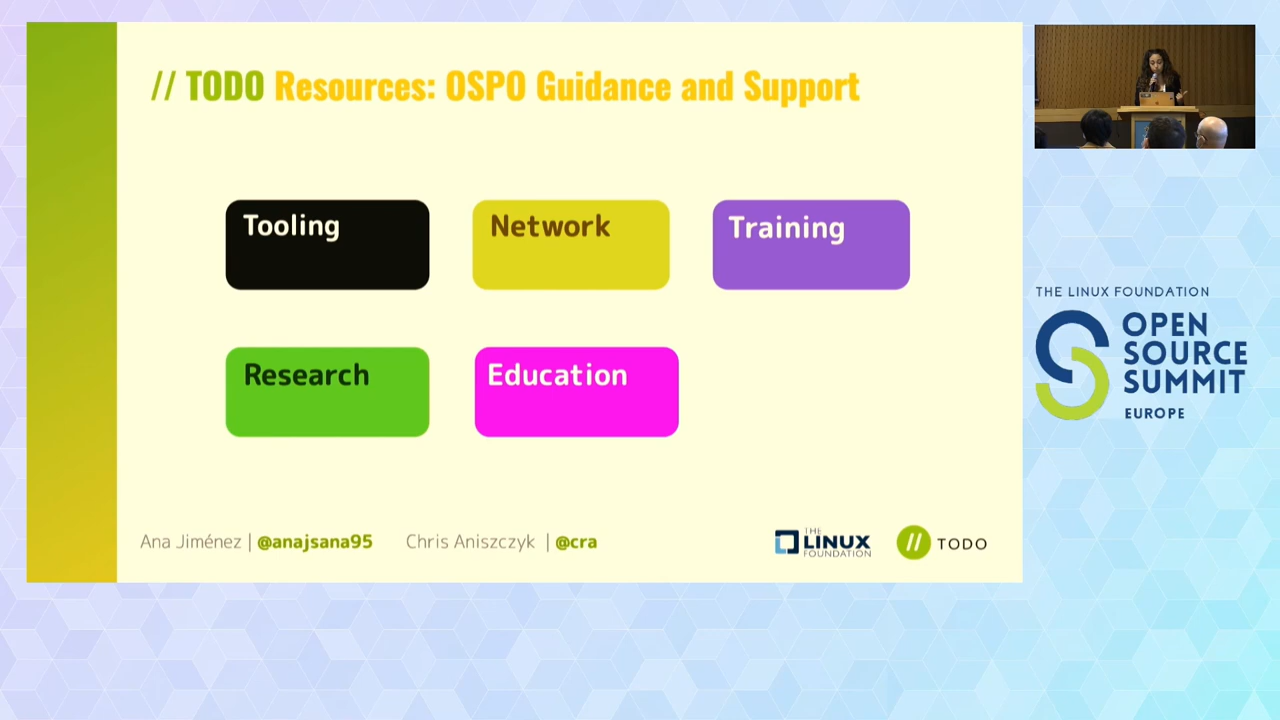 // TODO Resources: OSPO Guidance and Support
Tooling
Network
Training
Research
Education
Ana Jiménez | @anajsana95
Chris Aniszczyk | @cra
THE
LINUX
FOUNDATION
// TODO
THE LINUX FOUNDATION
OPEN
SOURCE
SUMMIT
EUROPE